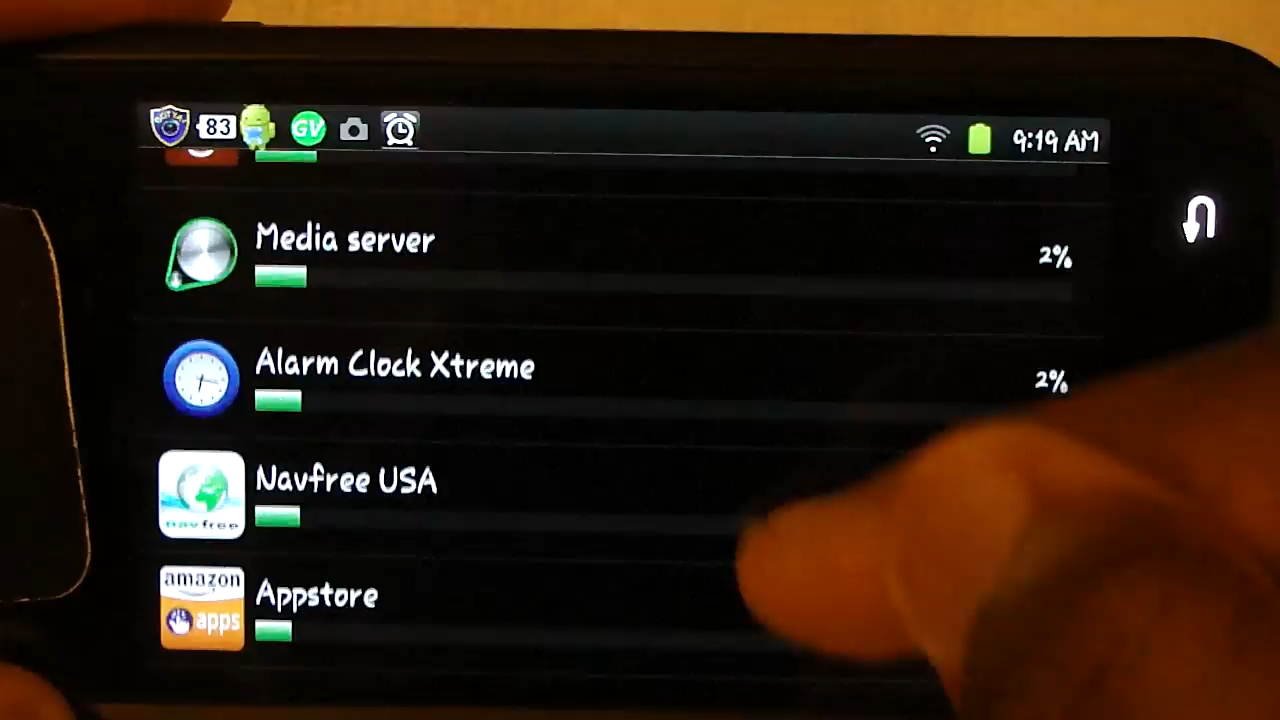 83
GV
9:19 AM
Media server
2%
Alarm Clock Xtreme
2%
Navfree USA
navfree
amazon
apps
Appstore